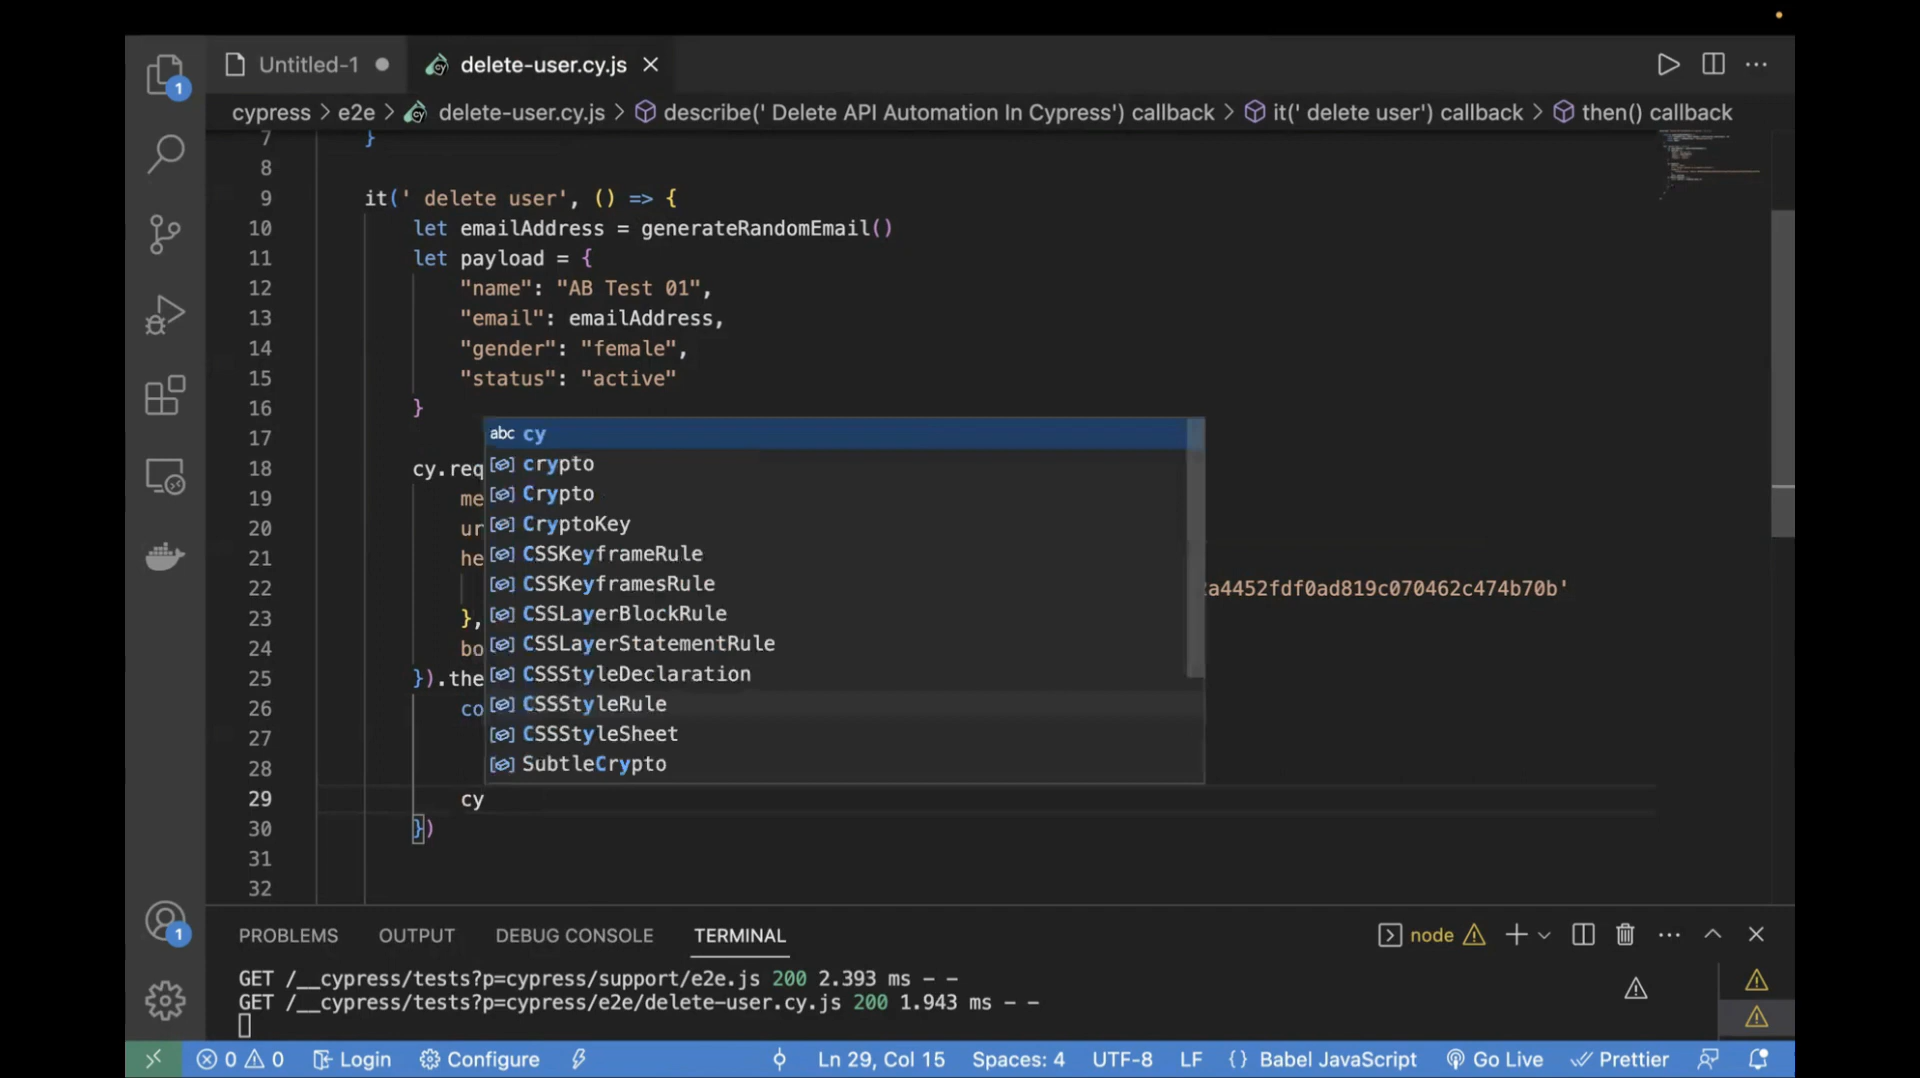 Untitled-1
delete-user.cy.js
1
cypress > e2e > delete-user.cy.js > describe(' Delete API Automation In Cypress') callback > it(' delete user') callback > then() callback
7 }
8
9 it(' delete user', () => {
10 let emailAddress = generateRandomEmail()
11 let payload = {
12 "name": "AB Test 01",
13 "email": emailAddress,
14 "gender": "female",
15 "status": "active"
16 }
17
18 cy.req
19 me
20 ur
21 he
22 a4452fdf0ad819c070462c474b70b'
23 },
24 bo
25 }).the
26 co
27
28
29 cy
30 })
31
32
abc cy
crypto
Crypto
CryptoKey
CSSKeyframeRule
CSSKeyframesRule
CSSLayerBlockRule
CSSLayerStatementRule
CSSStyleDeclaration
CSSStyleRule
CSSStyleSheet
SubtleCrypto
1
PROBLEMS OUTPUT DEBUG CONSOLE TERMINAL
node
GET /__cypress/tests?p=cypress/support/e2e.js 200 2.393 ms - -
GET /__cypress/tests?p=cypress/e2e/delete-user.cy.js 200 1.943 ms - -
0 0 Login Configure Ln 29, Col 15 Spaces: 4 UTF-8 LF {} Babel JavaScript Go Live Prettier